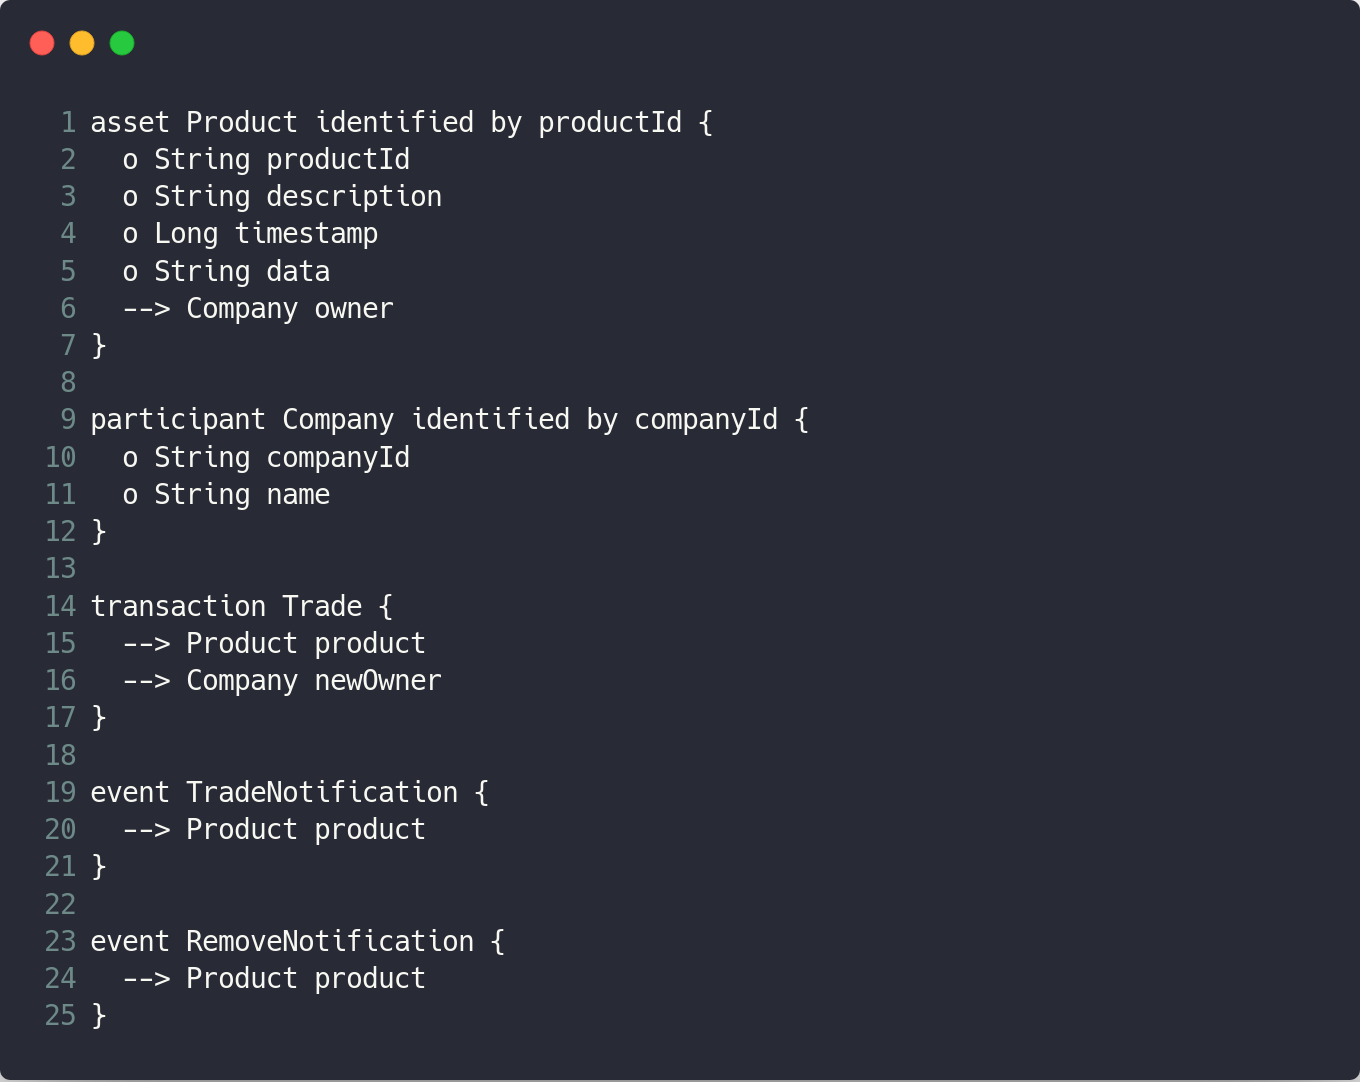 1 asset Product identified by productId {
2   o String productId
3   o String description
4   o Long timestamp
5   o String data
6   --> Company owner
7 }
8
9 participant Company identified by companyId {
10   o String companyId
11   o String name
12 }
13
14 transaction Trade {
15   --> Product product
16   --> Company newOwner
17 }
18
19 event TradeNotification {
20   --> Product product
21 }
22
23 event RemoveNotification {
24   --> Product product
25 }